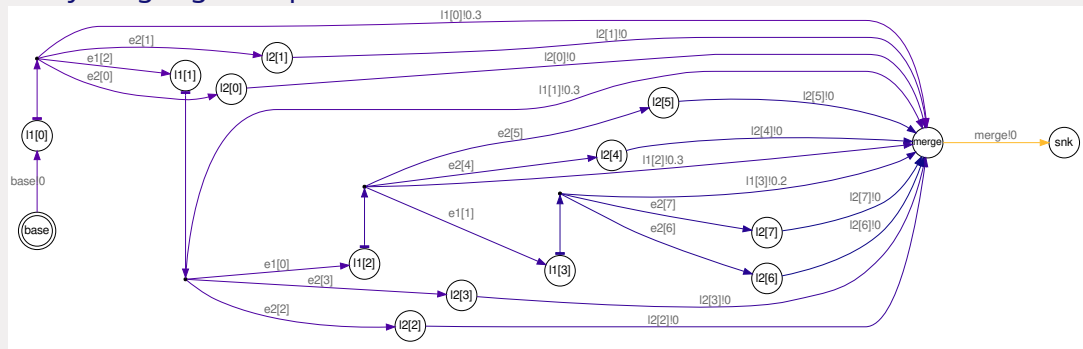 l1[0]!0.3
e2[1]
l2[1]
l2[1]!0
e1[2]
l1[1]
l2[0]!0
e2[0]
l2[0]
l1[1]!0.3
l2[5]
l2[5]!0
l1[0]
e2[5]
l2[4]!0
merge
merge!0
snk
l2[4]
e2[4]
l1[2]!0.3
base!0
l1[3]!0.2
e1[1]
e2[7]
l2[7]!0
e2[6]
l2[7]
l2[6]!0
base
e1[0]
l1[2]
l1[3]
l2[6]
e2[3]
l2[3]
l2[3]!0
e2[2]
l2[2]
l2[2]!0